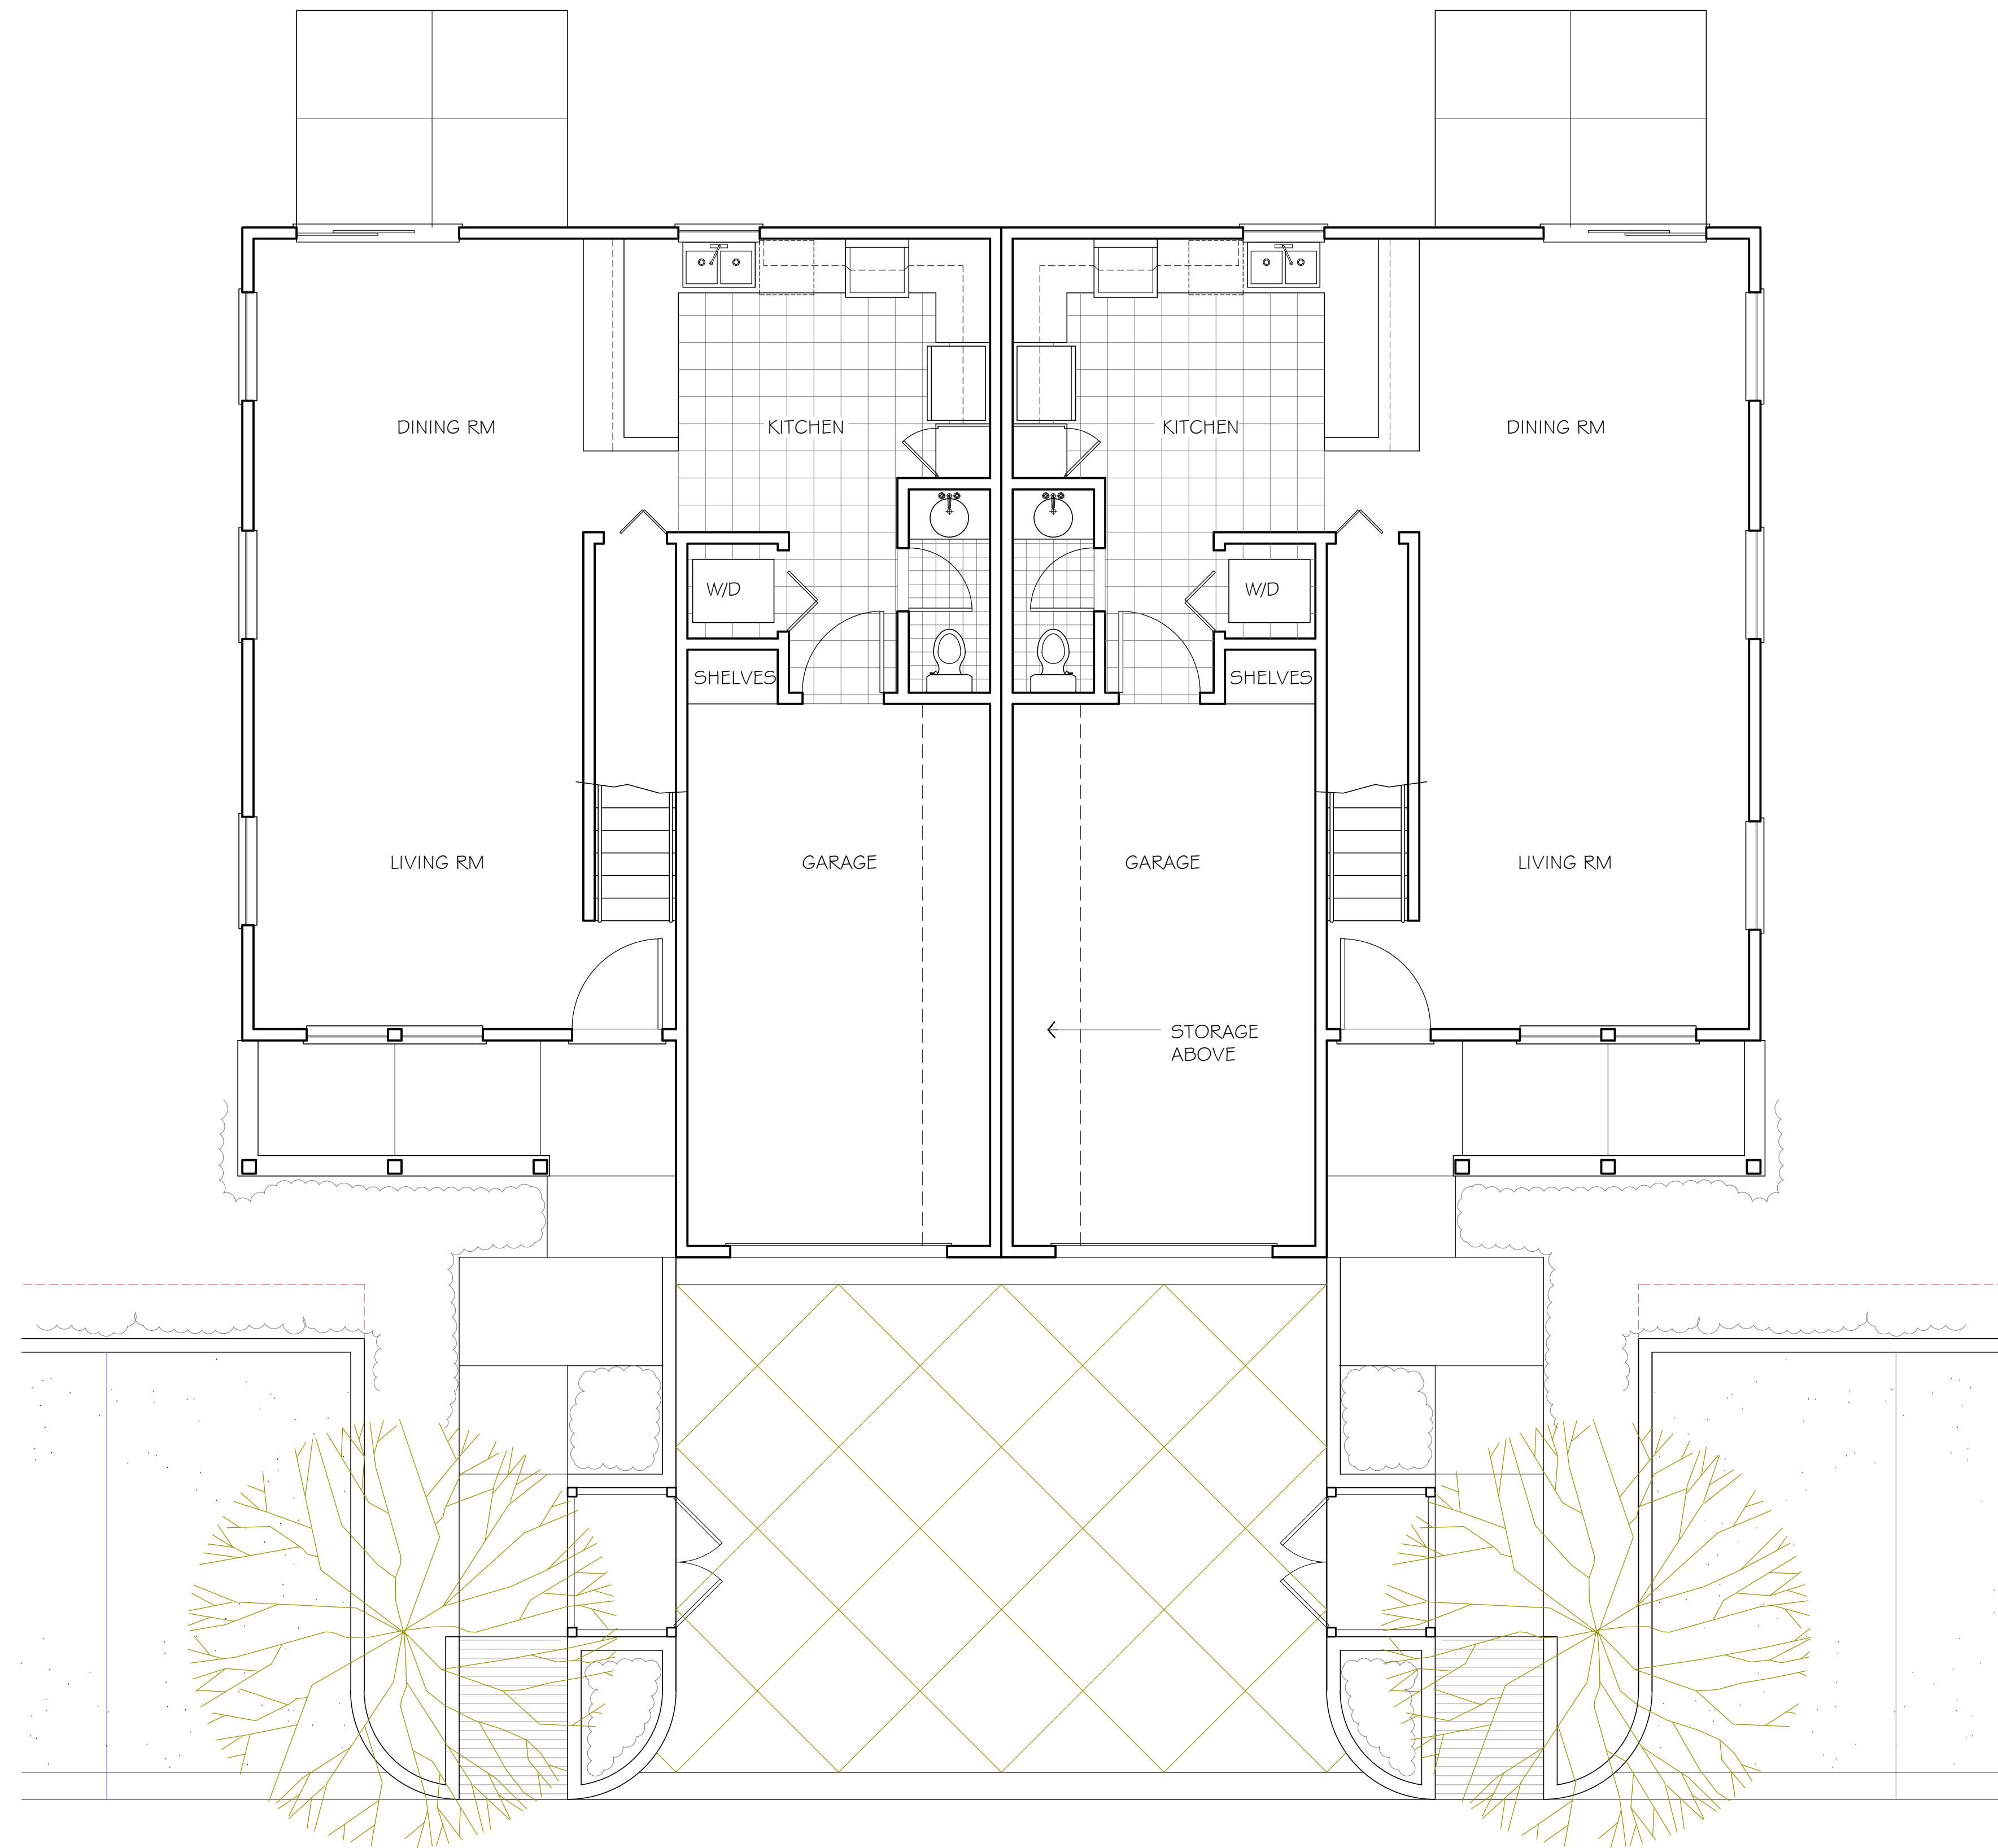 DINING RM
KITCHEN
KITCHEN
DINING RM
W/D
W/D
SHELVES
SHELVES
LIVING RM
GARAGE
GARAGE
LIVING RM
STORAGE
ABOVE